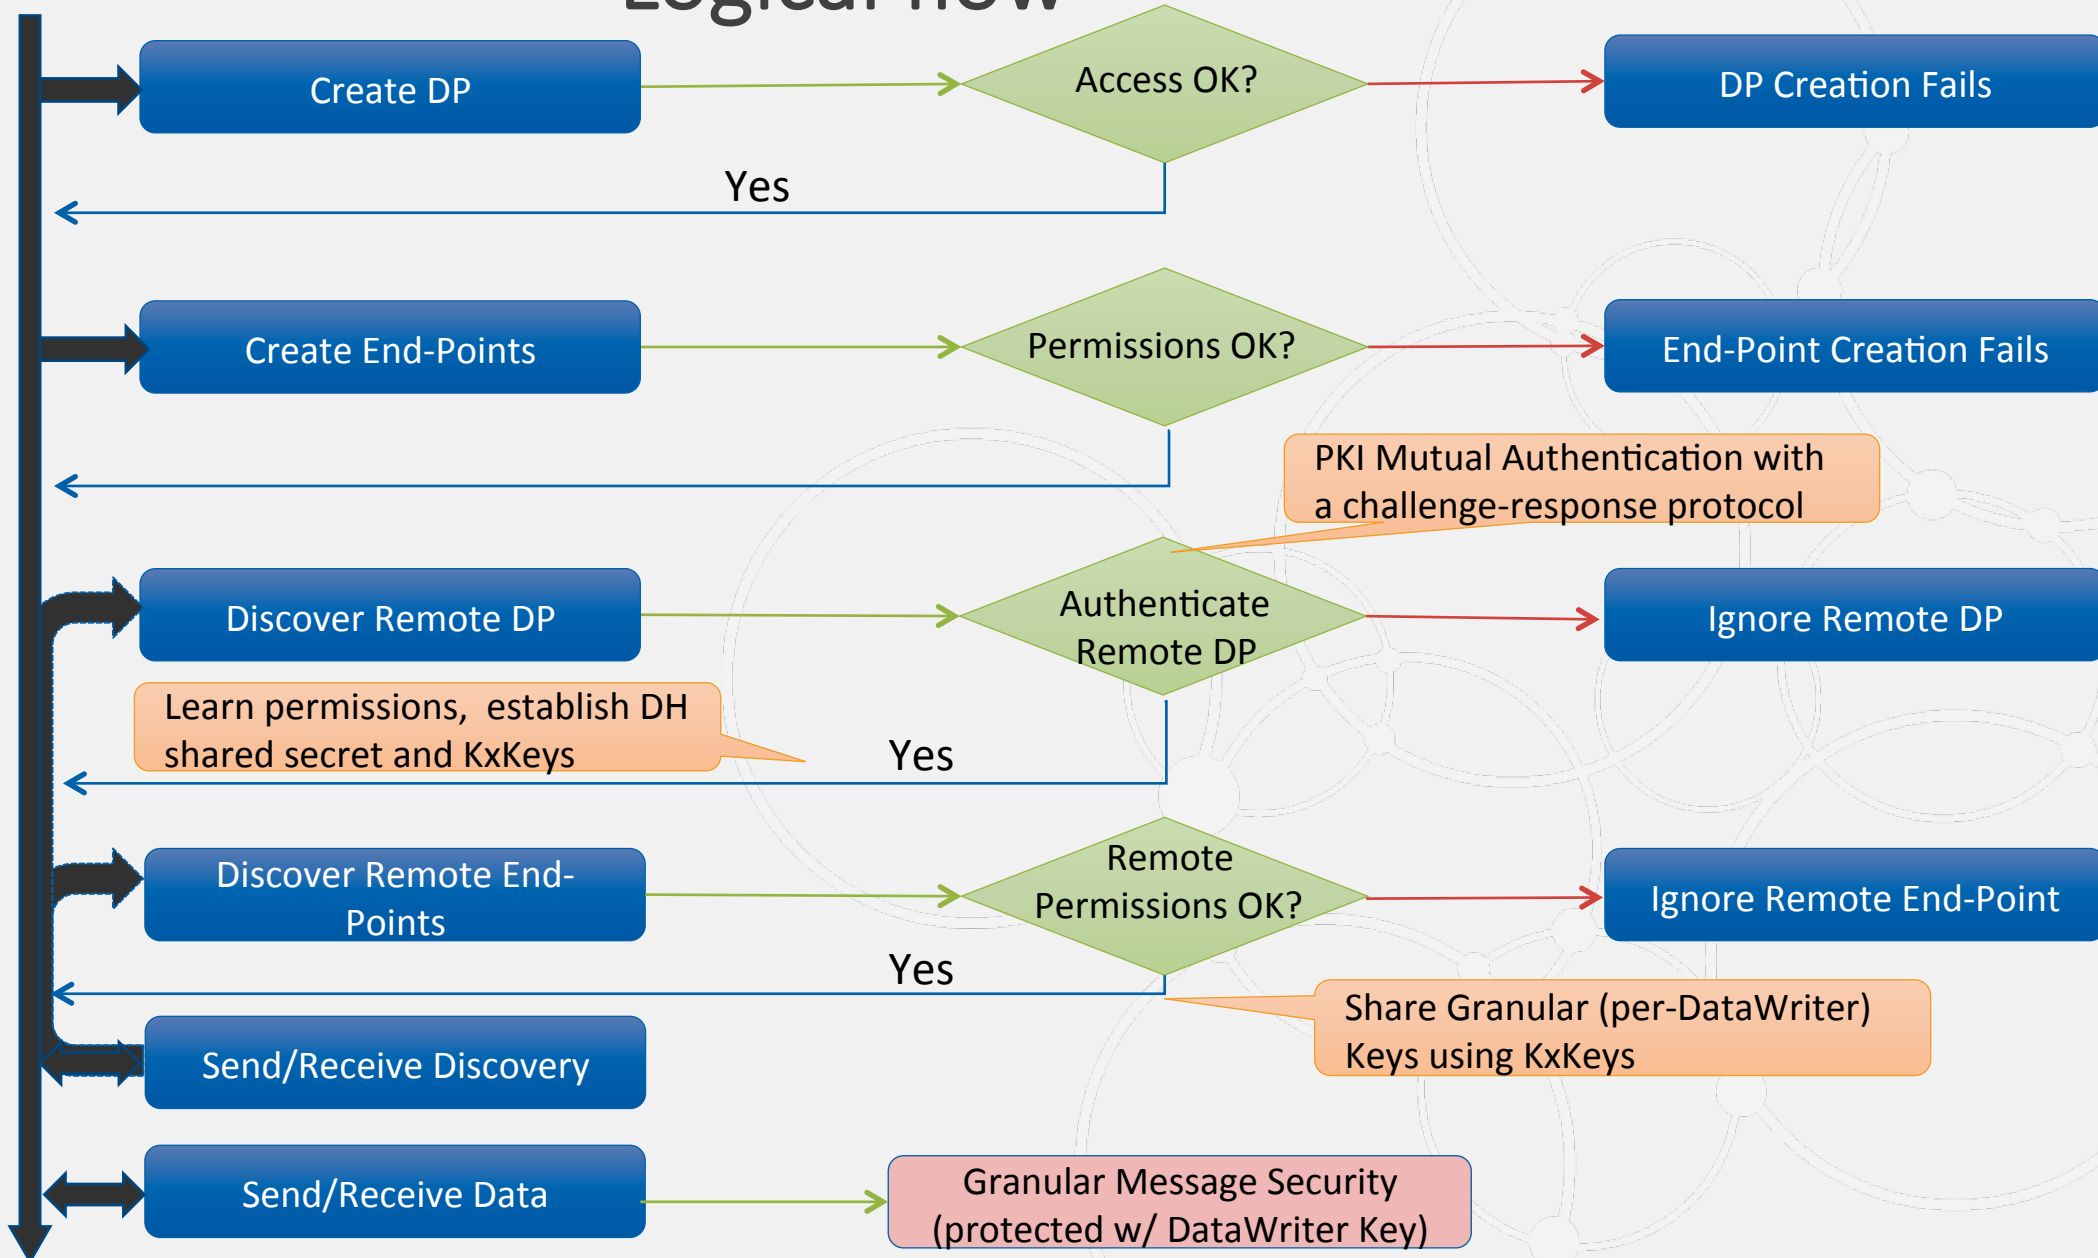 Logical flow
Create DP
Access OK?
DP Creation Fails
Yes
Create End-Points
Permissions OK?
End-Point Creation Fails
PKI Mutual Authentication with
a challenge-response protocol
Discover Remote DP
Authenticate
Remote DP
Ignore Remote DP
Learn permissions,  establish DH
shared secret and KxKeys
Yes
Discover Remote End-
Points
Remote
Permissions OK?
Ignore Remote End-Point
Yes
Share Granular (per-DataWriter)
Keys using KxKeys
Send/Receive Discovery
Send/Receive Data
Granular Message Security
(protected w/ DataWriter Key)